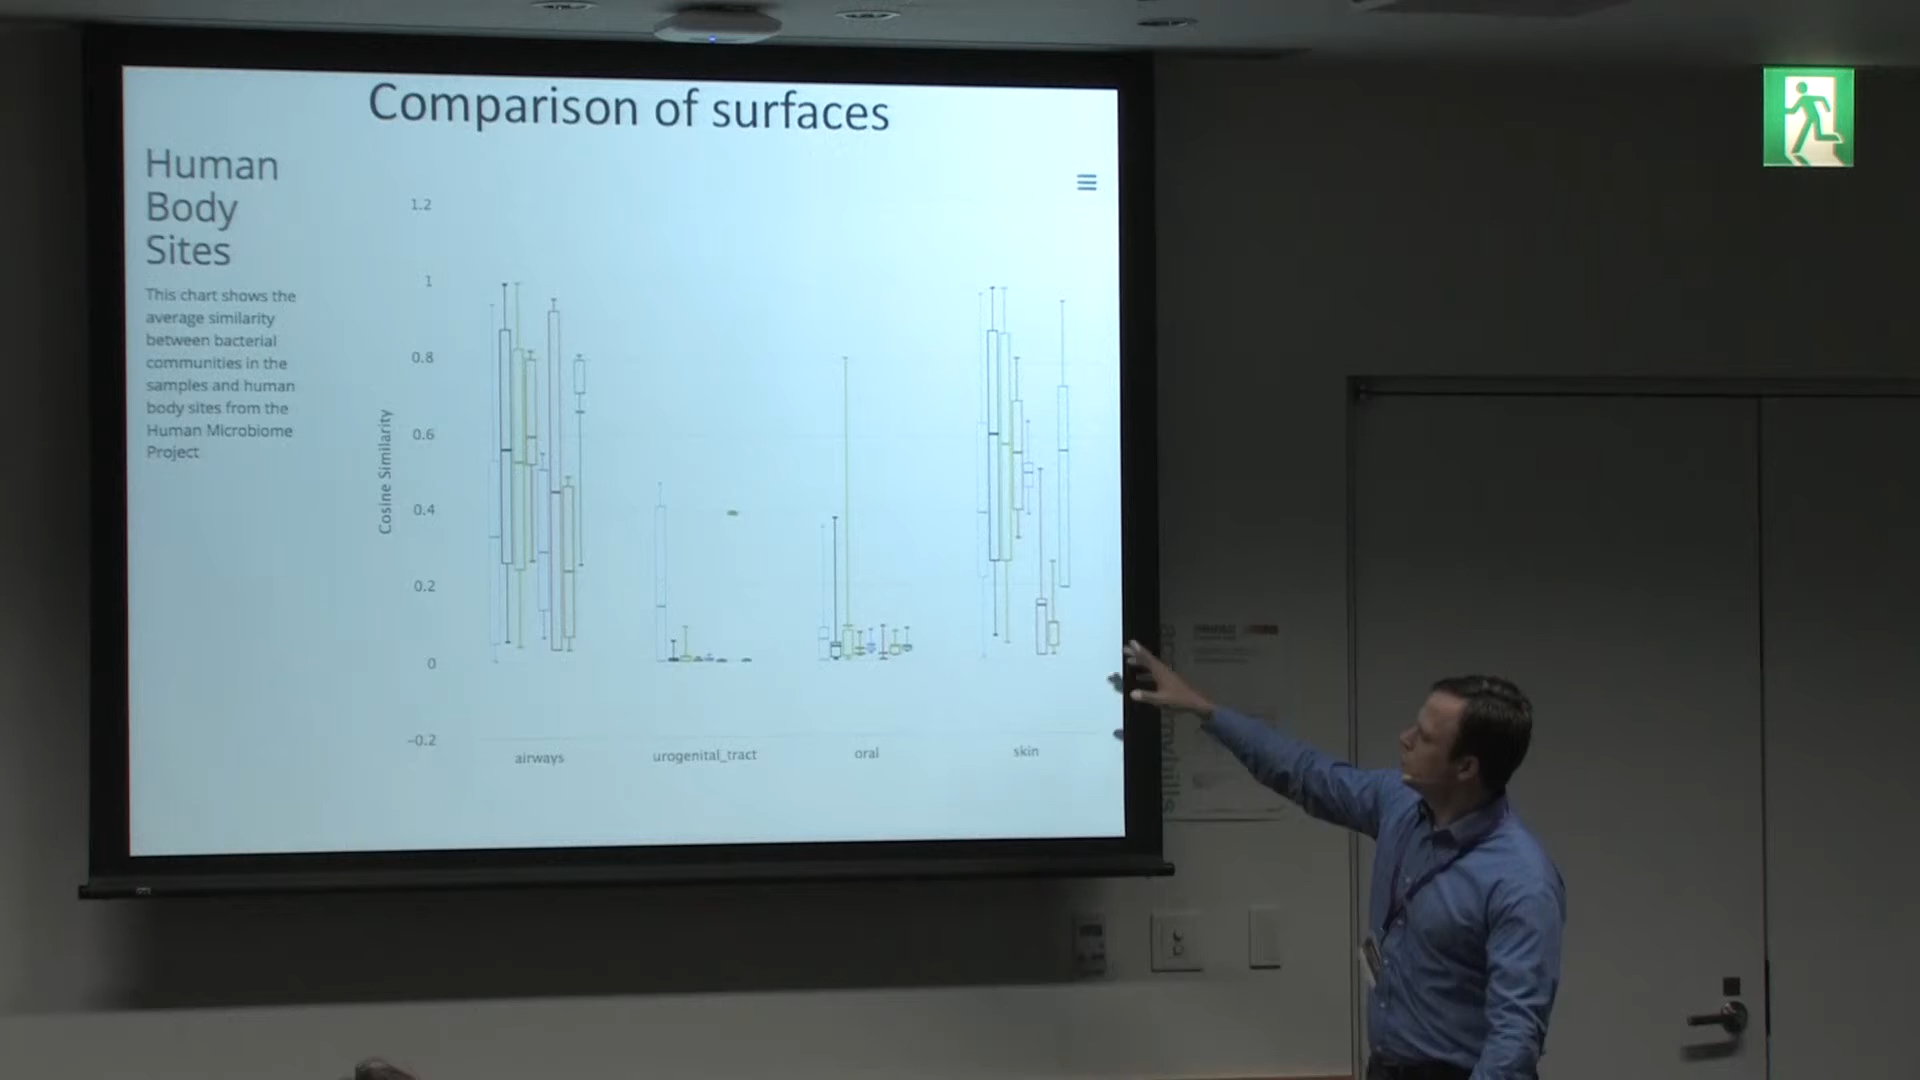 Comparison of surfaces
Human
Body
Sites
This chart shows the
average similarity
between bacterial
communities in the
samples and human
body sites from the
Human Microbiome
Project
Cosine Similarity
1.2
1
0.8
0.6
0.4
0.2
0
-0.2
airways
urogenital_tract
oral
skin